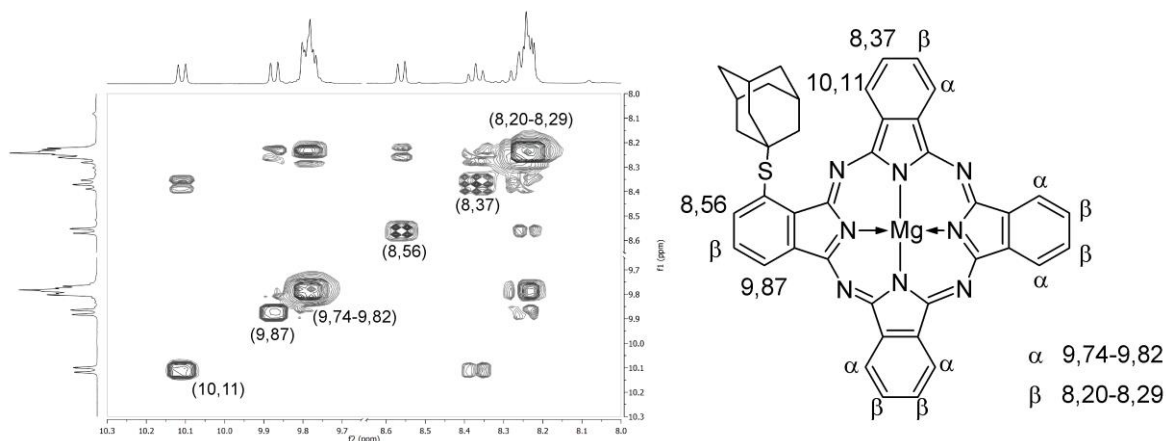 8,37 β
10,11 α
S
N
N N
8,56
α
β
N Mg N
β
β
α
9,87
N N
N
α α
β β
α 9,74-9,82
β 8,20-8,29
(8,20-8,29)
(8,37)
(8,56)
(9,87)
(9,74-9,82)
(10,11)
8.0
8.1
8.2
8.3
8.4
8.5
8.6
9.7
9.8
9.9
10.0
10.1
10.2
10.3
f1 (ppm)
10.3 10.2 10.1 10.0 9.9 9.8 9.7 8.6 8.5 8.4 8.3 8.2 8.1 8.0
f2 (ppm)